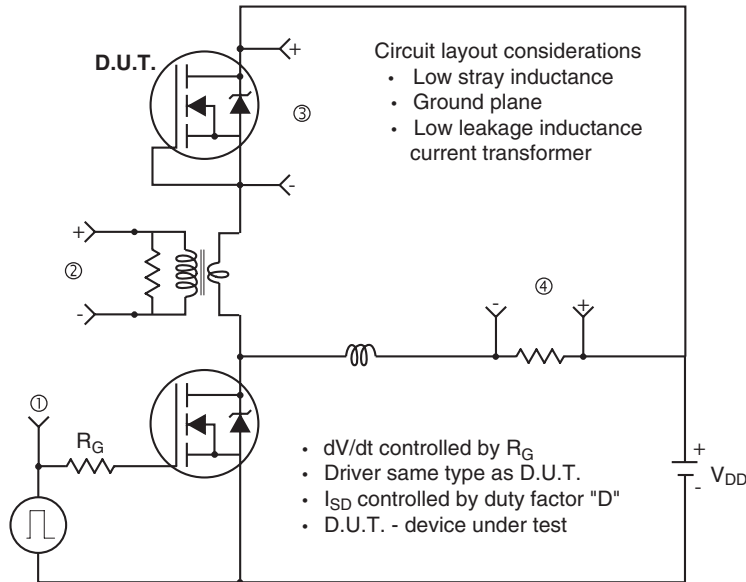 D.U.T.
+
③
-
Circuit layout considerations
• Low stray inductance
• Ground plane
• Low leakage inductance
current transformer
+
②
-
-
④
+
①
R_G
• dV/dt controlled by R_G
• Driver same type as D.U.T.
• I_SD controlled by duty factor "D"
• D.U.T. - device under test
+
-
V_DD